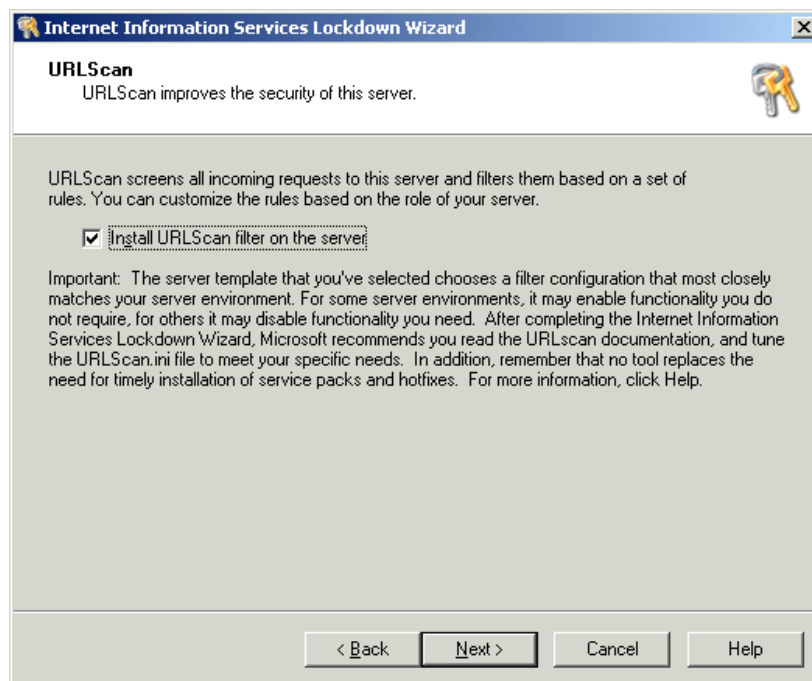 Internet Information Services Lockdown Wizard
URLScan
URLScan improves the security of this server.
URLScan screens all incoming requests to this server and filters them based on a set of
rules. You can customize the rules based on the role of your server.
Install URLScan filter on the server
Important:  The server template that you've selected chooses a filter configuration that most closely
matches your server environment. For some server environments, it may enable functionality you do
not require, for others it may disable functionality you need.  After completing the Internet Information
Services Lockdown Wizard, Microsoft recommends you read the URLscan documentation, and tune
the URLScan.ini file to meet your specific needs.  In addition, remember that no tool replaces the
need for timely installation of service packs and hotfixes.  For more information, click Help.
< Back
Next >
Cancel
Help